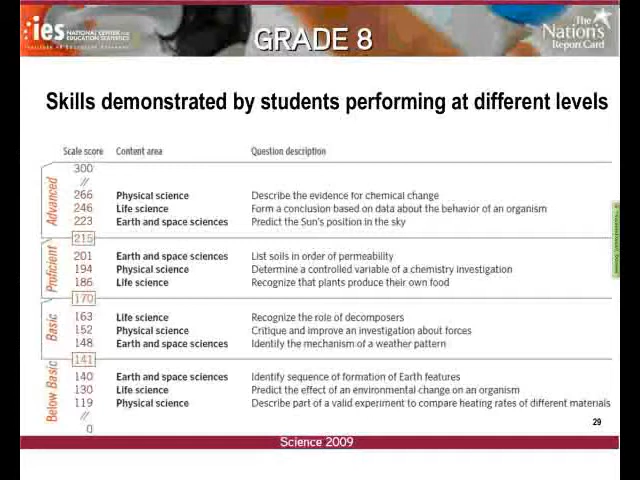 ies NATIONAL CENTER FOR EDUCATION STATISTICS
Institute of Education Sciences
GRADE 8
The Nation's Report Card
Skills demonstrated by students performing at different levels
Scale score Content area Question description
300
//
Advanced
266 Physical science Describe the evidence for chemical change
246 Life science Form a conclusion based on data about the behavior of an organism
223 Earth and space sciences Predict the Sun's position in the sky
215
Proficient
201 Earth and space sciences List soils in order of permeability
194 Physical science Determine a controlled variable of a chemistry investigation
186 Life science Recognize that plants produce their own food
170
Basic
163 Life science Recognize the role of decomposers
152 Physical science Critique and improve an investigation about forces
148 Earth and space sciences Identify the mechanism of a weather pattern
141
Below Basic
140 Earth and space sciences Identify sequence of formation of Earth features
130 Life science Predict the effect of an environmental change on an organism
119 Physical science Describe part of a valid experiment to compare heating rates of different materials
//
0
29
Science 2009